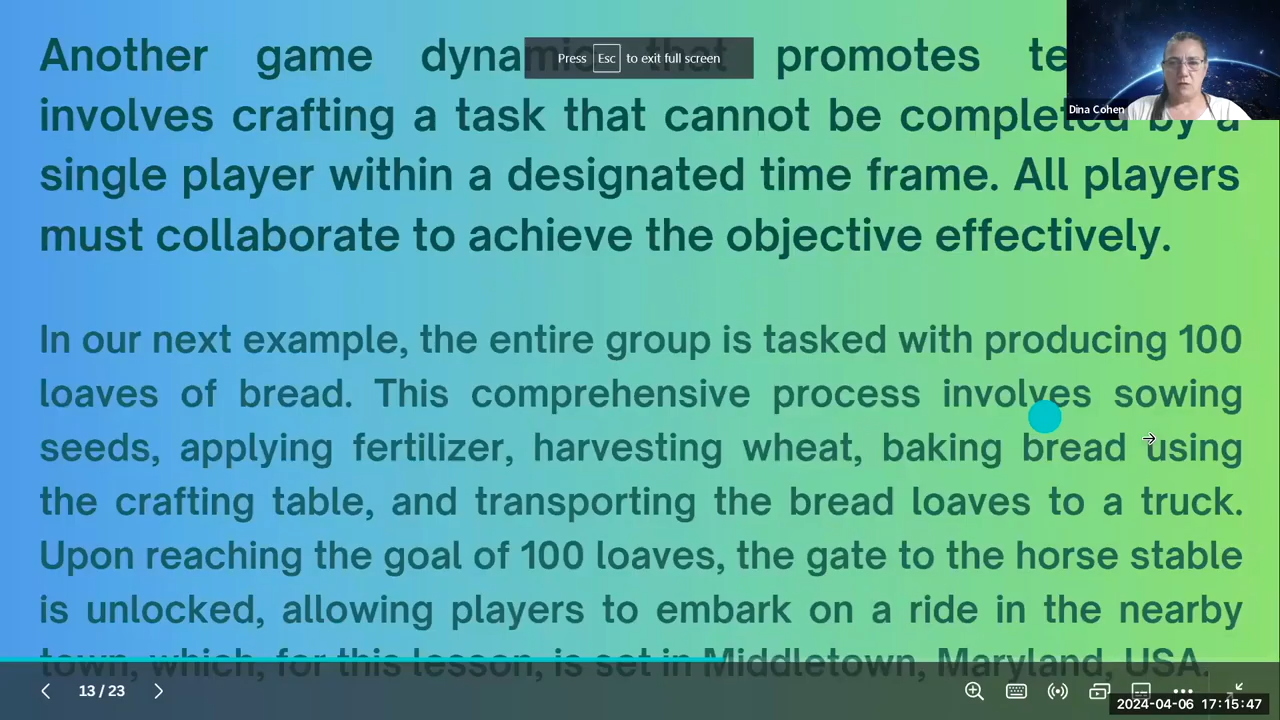 Another game dynamic that promotes
Press Esc to exit full screen
Dina Cohen
involves crafting a task that cannot be completed by a
single player within a designated time frame. All players
must collaborate to achieve the objective effectively.
In our next example, the entire group is tasked with producing 100
loaves of bread. This comprehensive process involves sowing
seeds, applying fertilizer, harvesting wheat, baking bread using
the crafting table, and transporting the bread loaves to a truck.
Upon reaching the goal of 100 loaves, the gate to the horse stable
is unlocked, allowing players to embark on a ride in the nearby
town, which, for this lesson, is set in Middletown, Maryland, USA.
13 / 23
2024-04-06 17:15:47